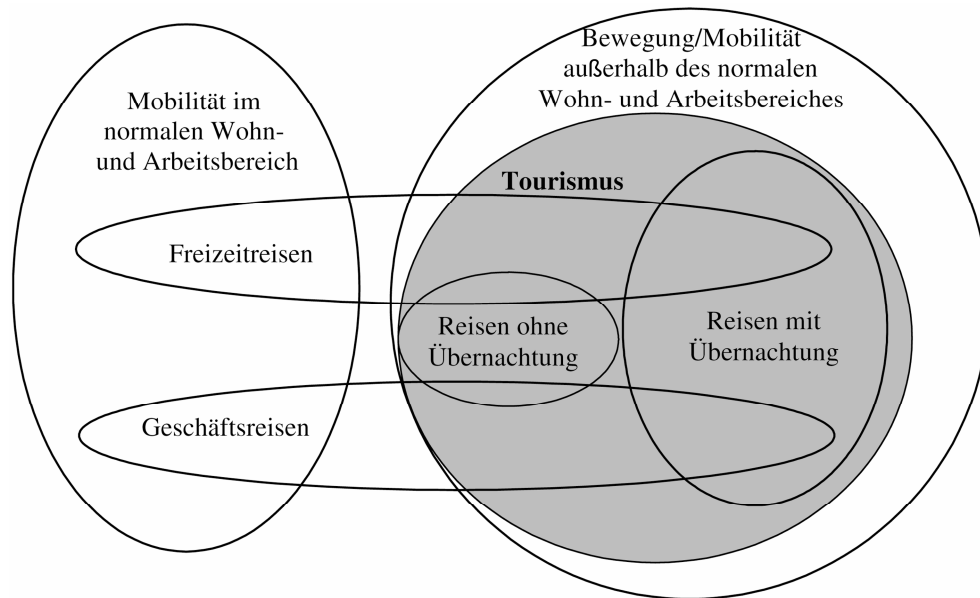 Bewegung/Mobilität
außerhalb des normalen
Wohn- und Arbeitsbereiches
Mobilität im
normalen Wohn-
und Arbeitsbereich
Tourismus
Freizeitreisen
Reisen ohne
Übernachtung
Reisen mit
Übernachtung
Geschäftsreisen